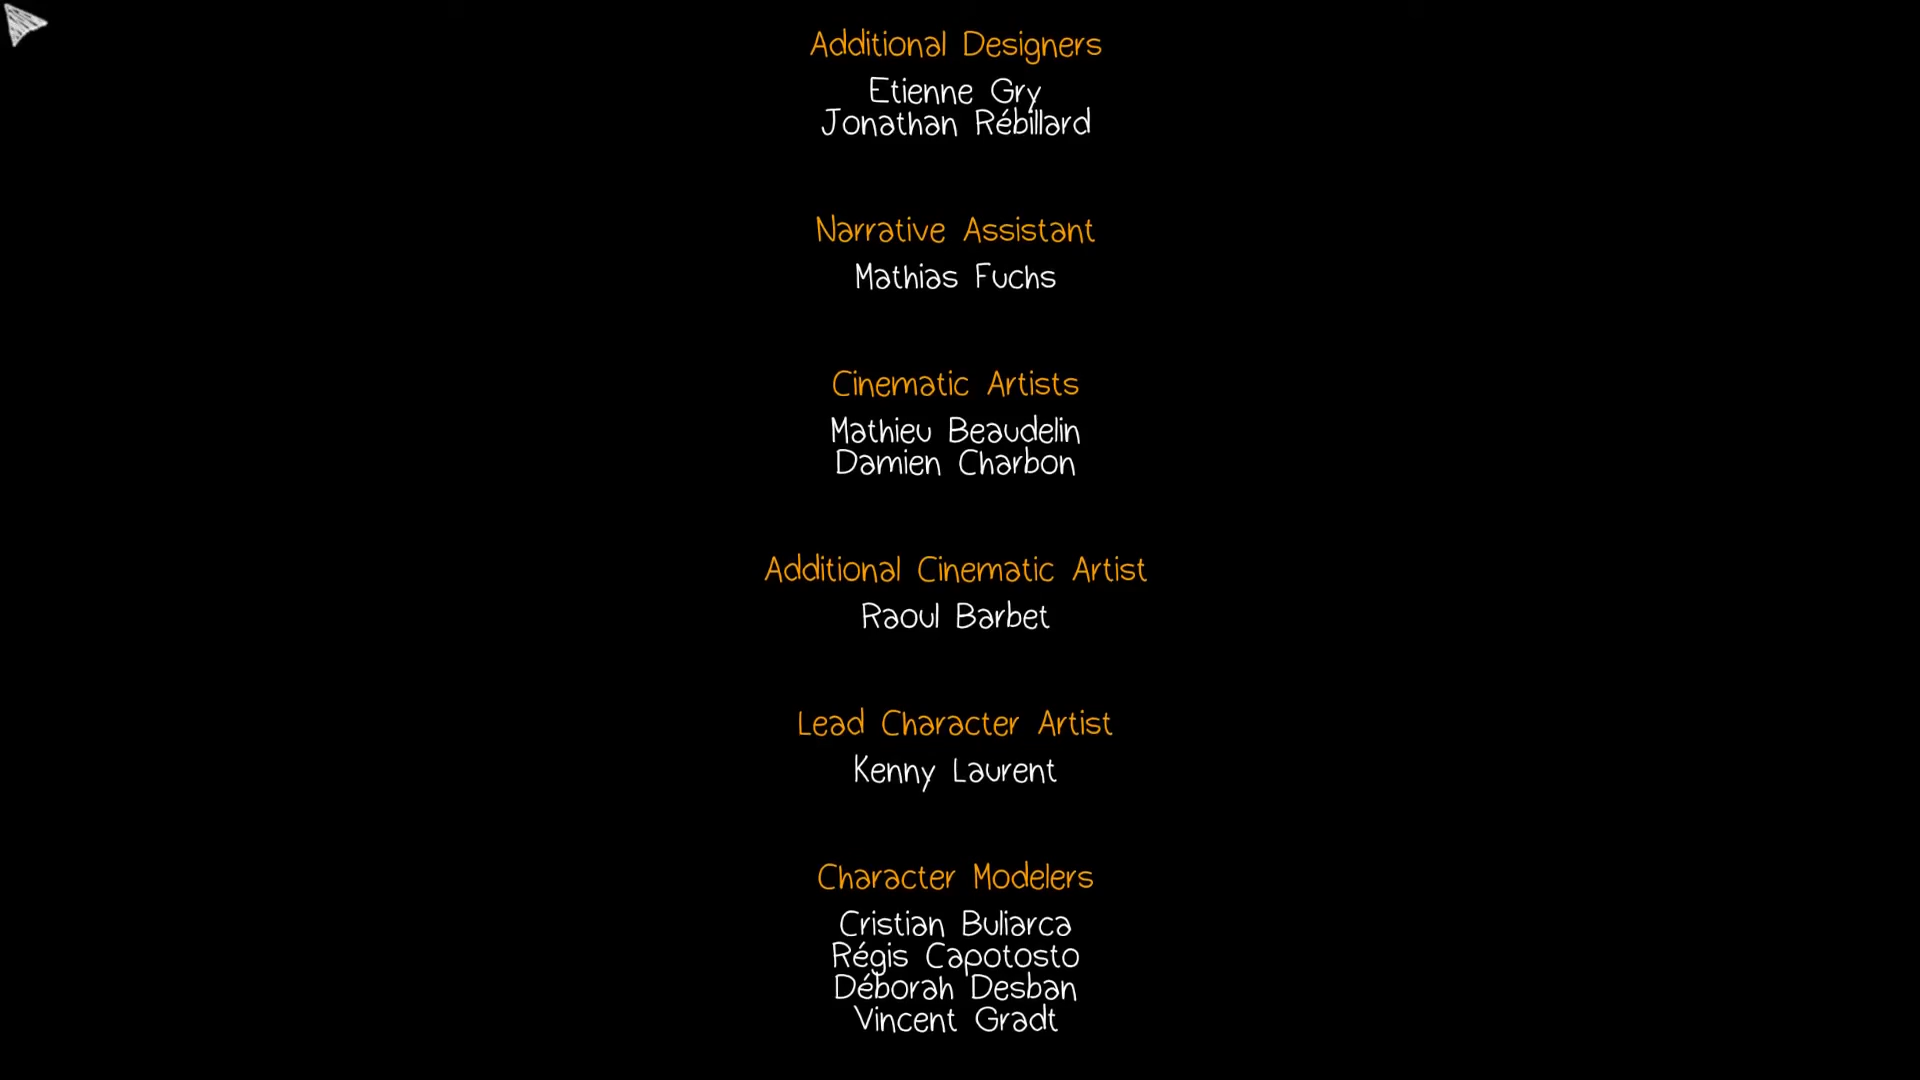 Additional Designers
Etienne Gry
Jonathan Rébillard
Narrative Assistant
Mathias Fuchs
Cinematic Artists
Mathieu Beaudelin
Damien Charbon
Additional Cinematic Artist
Raoul Barbet
Lead Character Artist
Kenny Laurent
Character Modelers
Cristian Buliarca
Régis Capotosto
Déborah Desban
Vincent Gradt